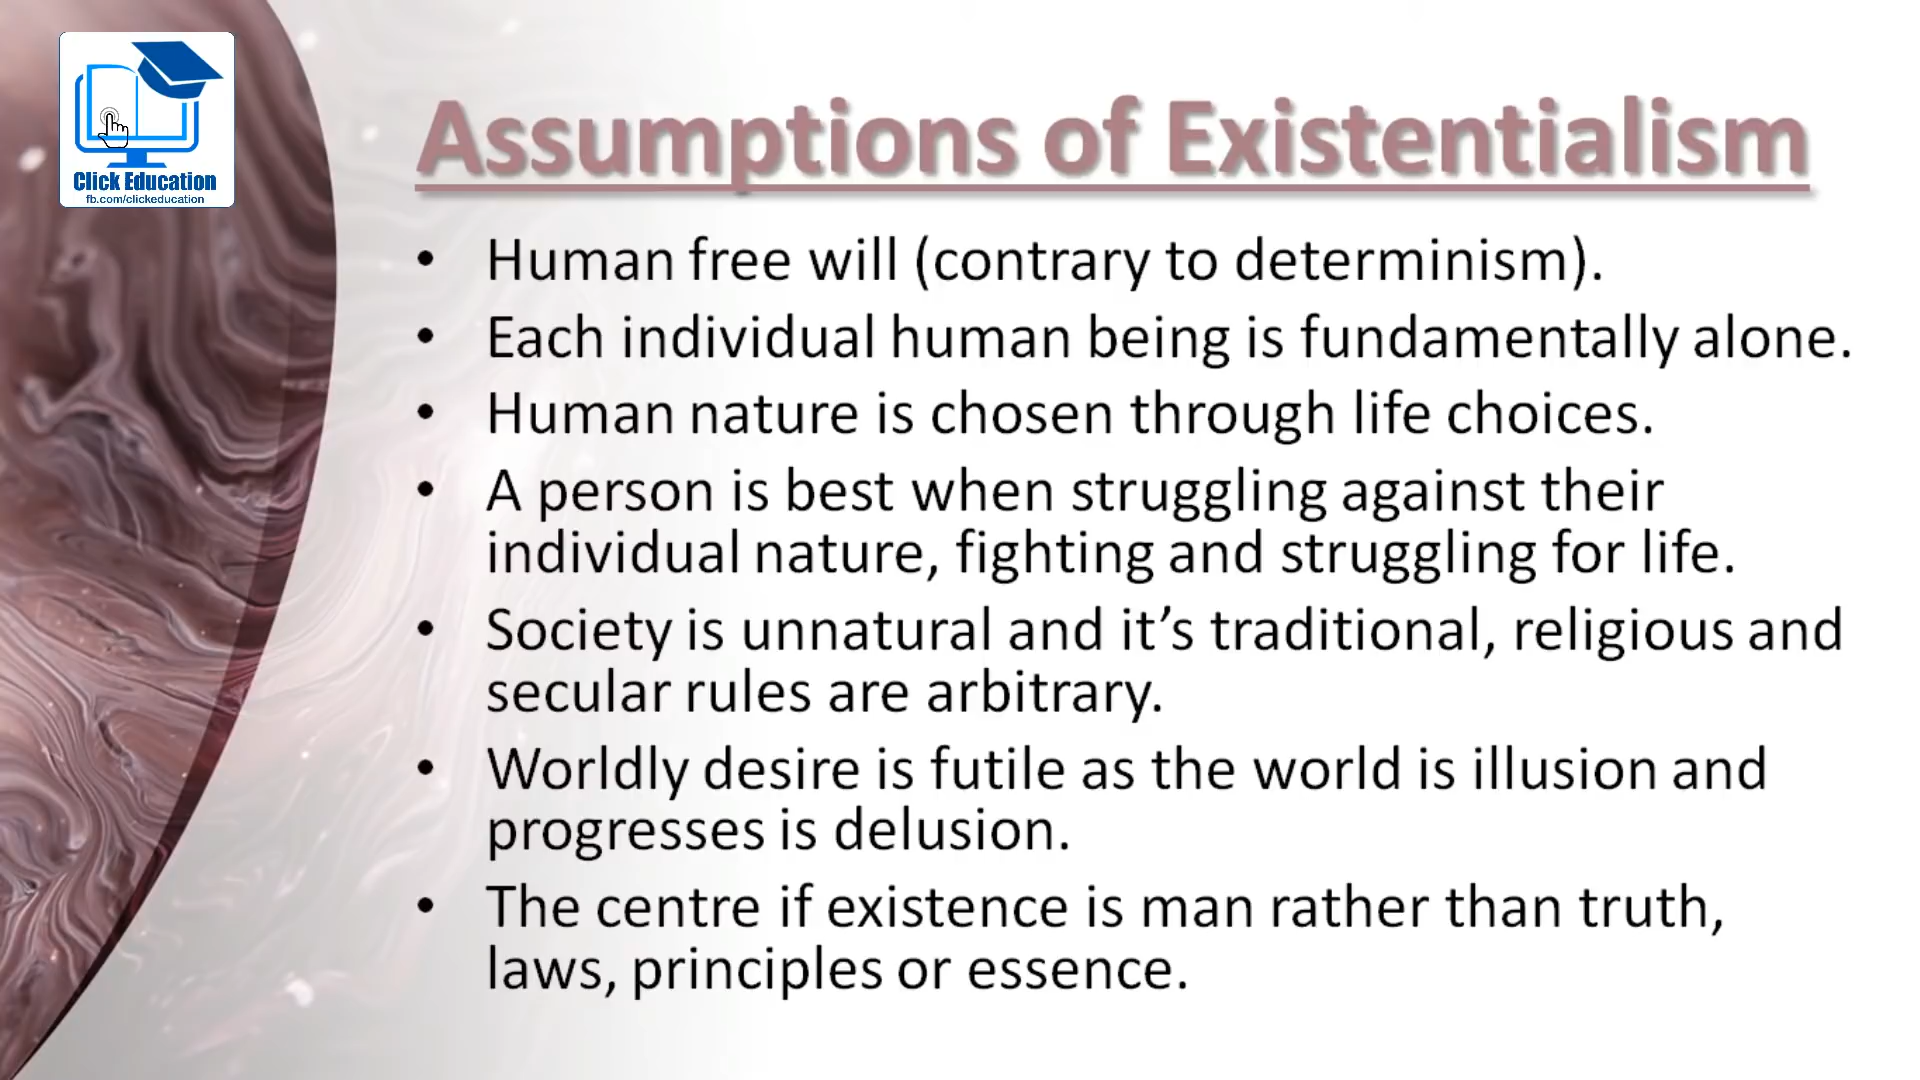 Click Education
fb.com/clickeducation
Assumptions of Existentialism
• Human free will (contrary to determinism).
• Each individual human being is fundamentally alone.
• Human nature is chosen through life choices.
• A person is best when struggling against their
individual nature, fighting and struggling for life.
• Society is unnatural and it’s traditional, religious and
secular rules are arbitrary.
• Worldly desire is futile as the world is illusion and
progresses is delusion.
• The centre if existence is man rather than truth,
laws, principles or essence.